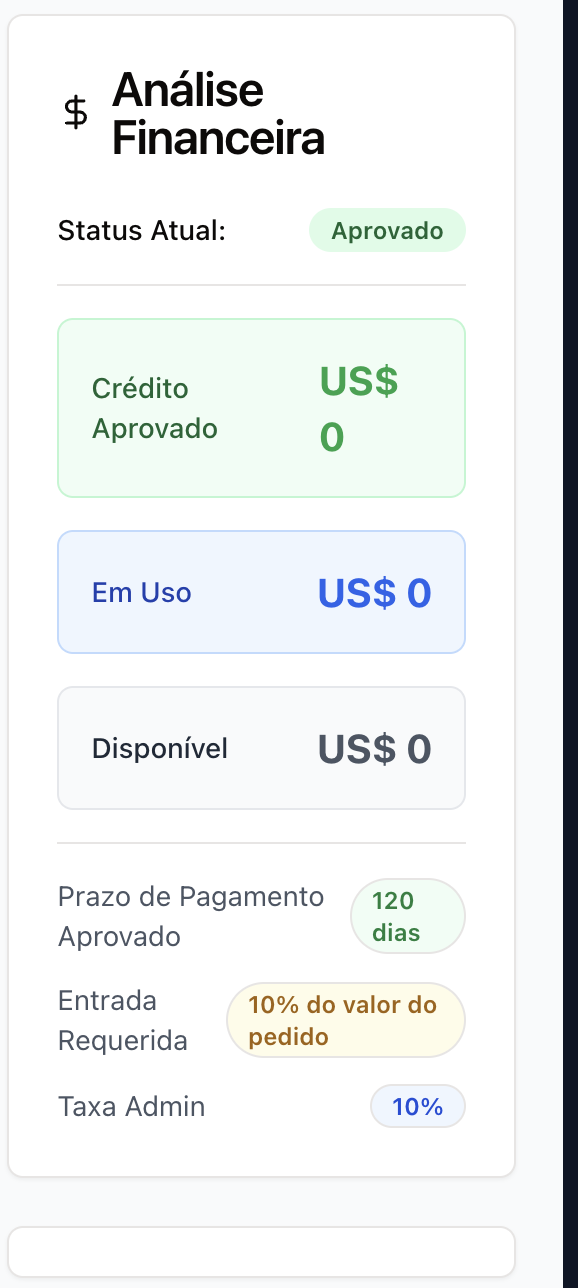 $ Análise
Financeira
Status Atual: Aprovado
Crédito
Aprovado
US$
0
Em Uso US$ 0
Disponível US$ 0
Prazo de Pagamento
Aprovado
120
dias
Entrada
Requerida
10% do valor do
pedido
Taxa Admin 10%